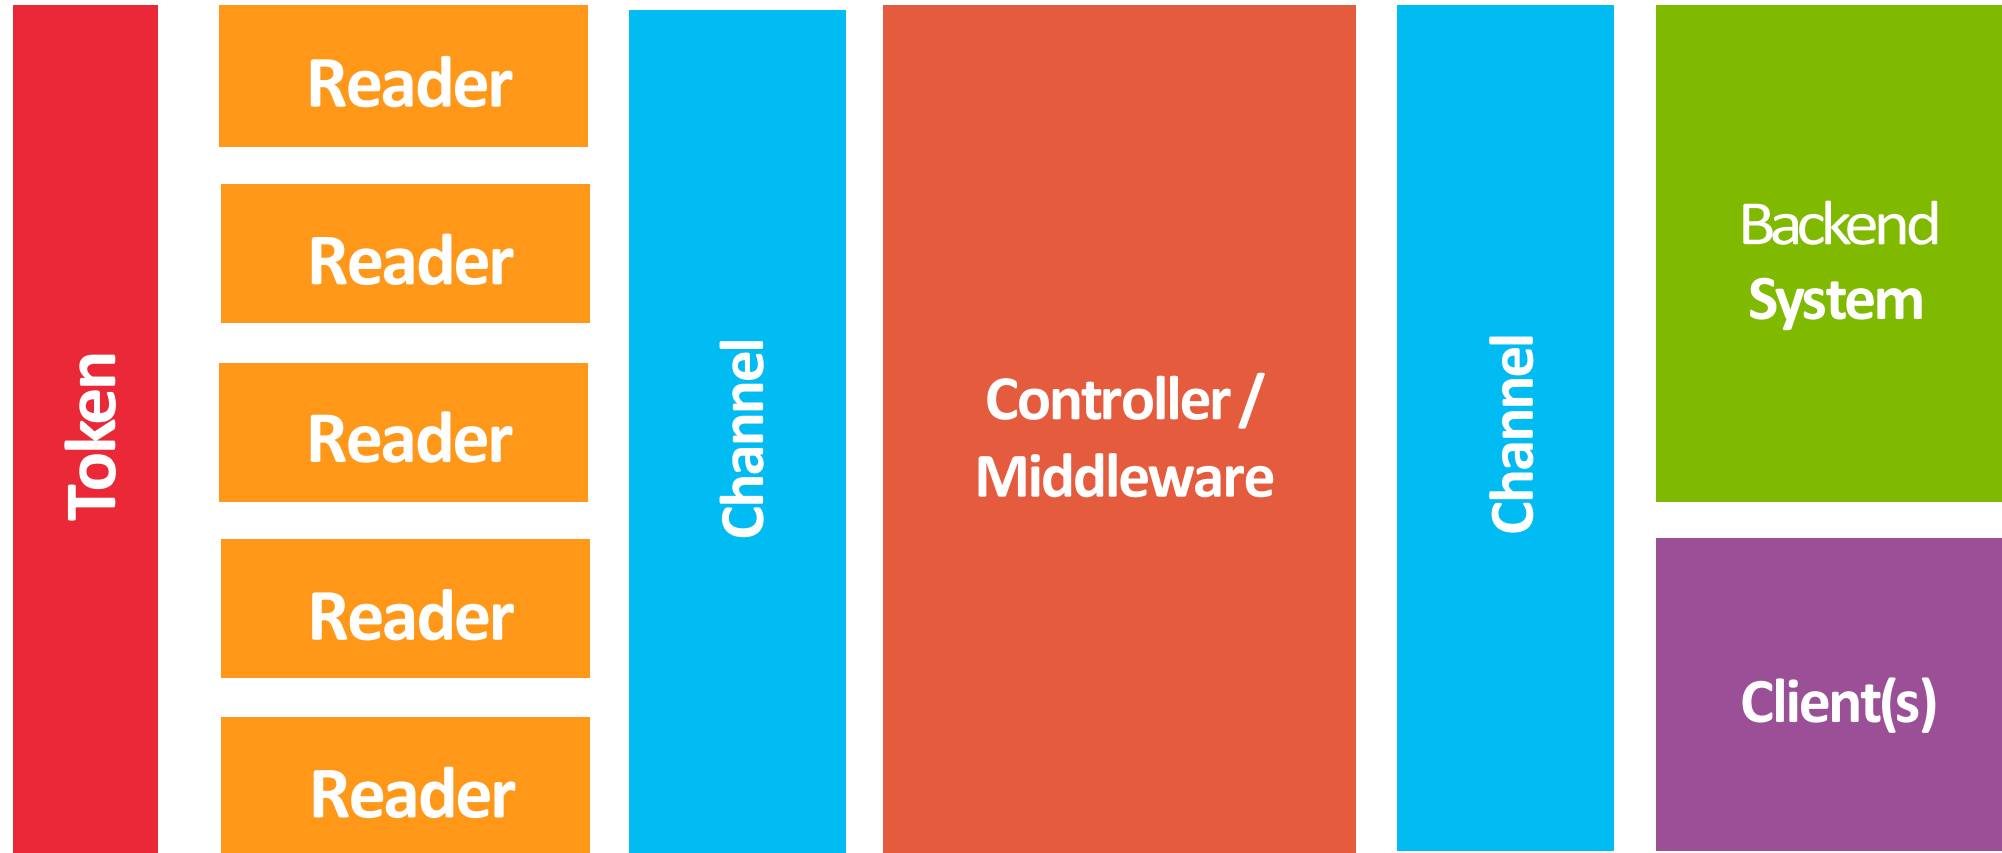 Token
Reader
Reader
Reader
Reader
Reader
Channel
Controller /
Middleware
Channel
Backend
System
Client(s)